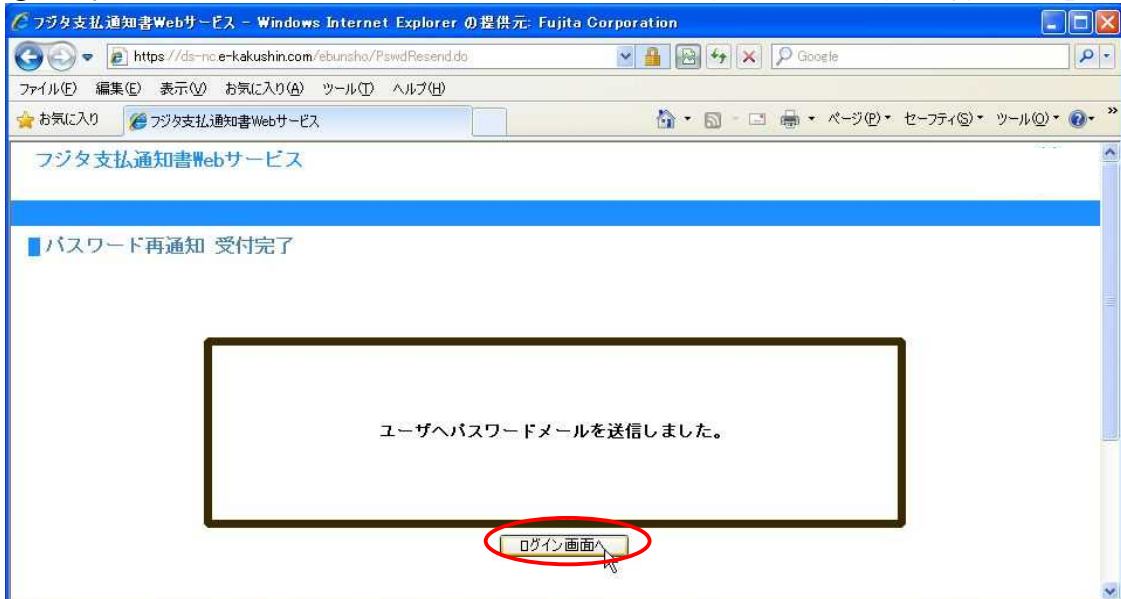 フジタ支払通知書Webサービス - Windows Internet Explorer の提供元: Fujita Corporation
https://ds-nc.e-kakushin.com/ebunsho/PswdResend.do
Google
ファイル(F) 編集(E) 表示(V) お気に入り(A) ツール(T) ヘルプ(H)
お気に入り フジタ支払通知書Webサービス ページ(P) セーフティ(S) ツール(O) »
フジタ支払通知書Webサービス
パスワード再通知 受付完了
ユーザへパスワードメールを送信しました。
ログイン画面へ